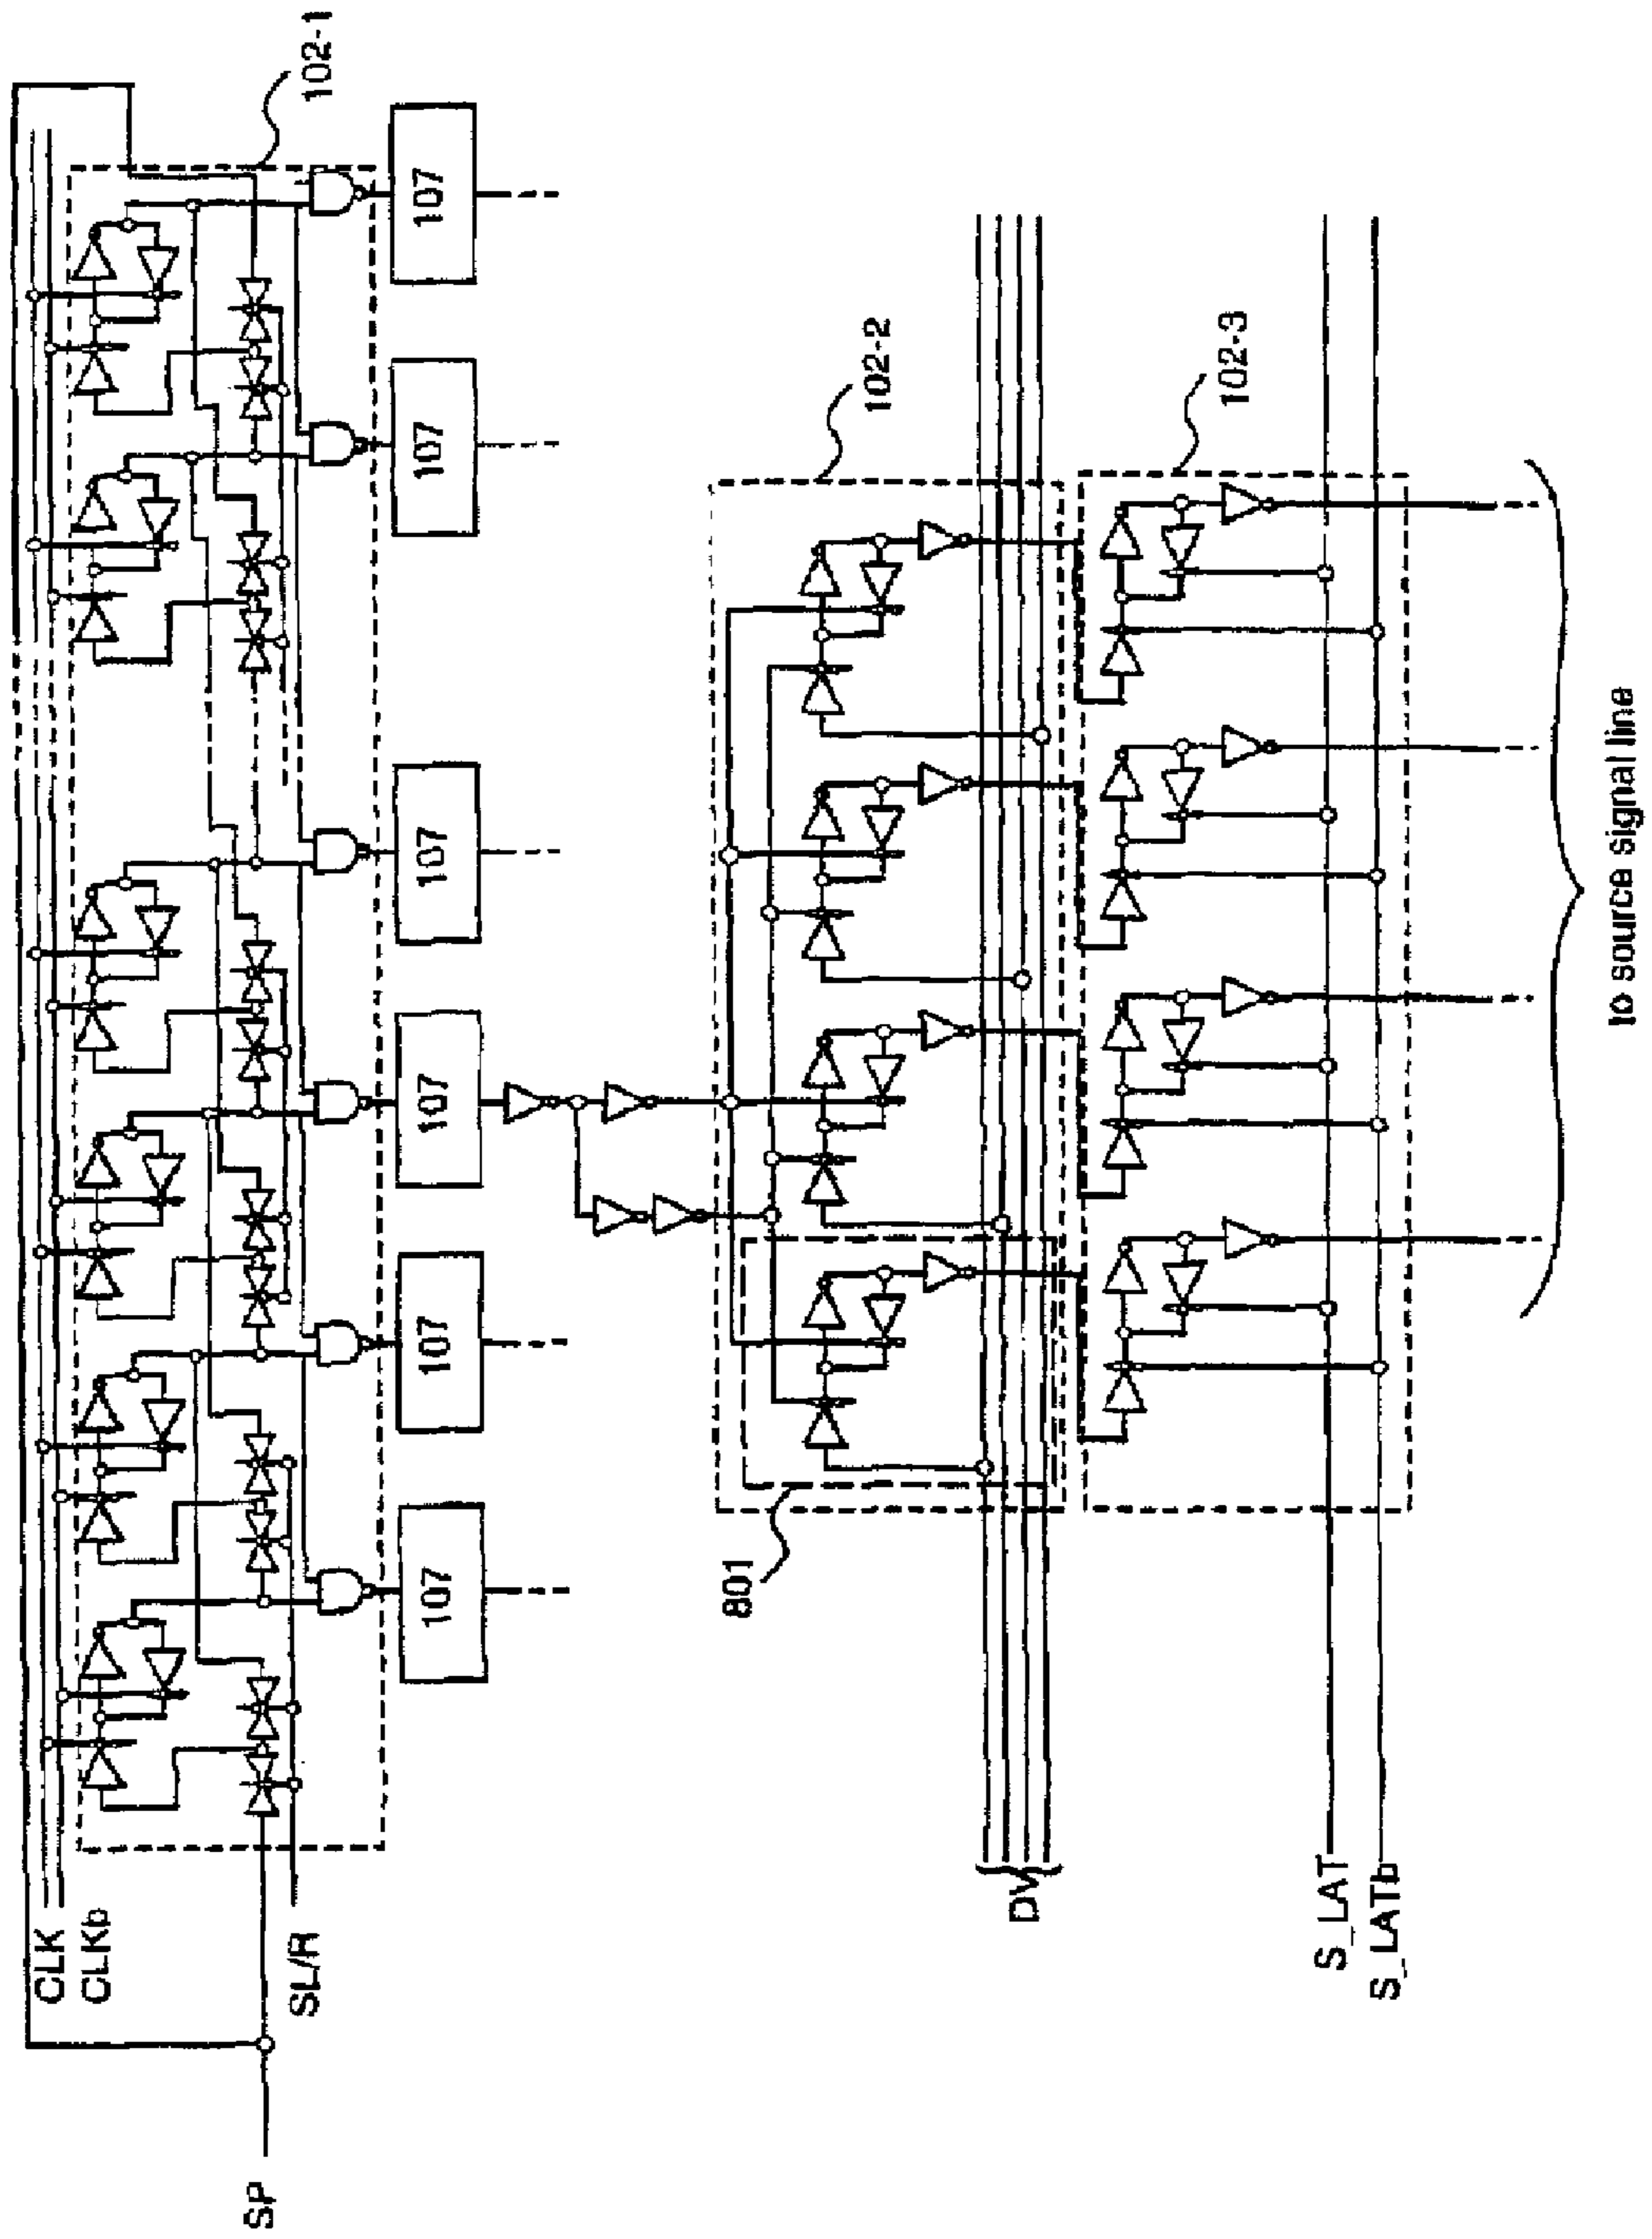 102-1
CLK
CLKb
SL/R
SP
107
107
107
107
107
107
102-2
801
DV
102-3
S_LAT
S_LATb
to source signal line